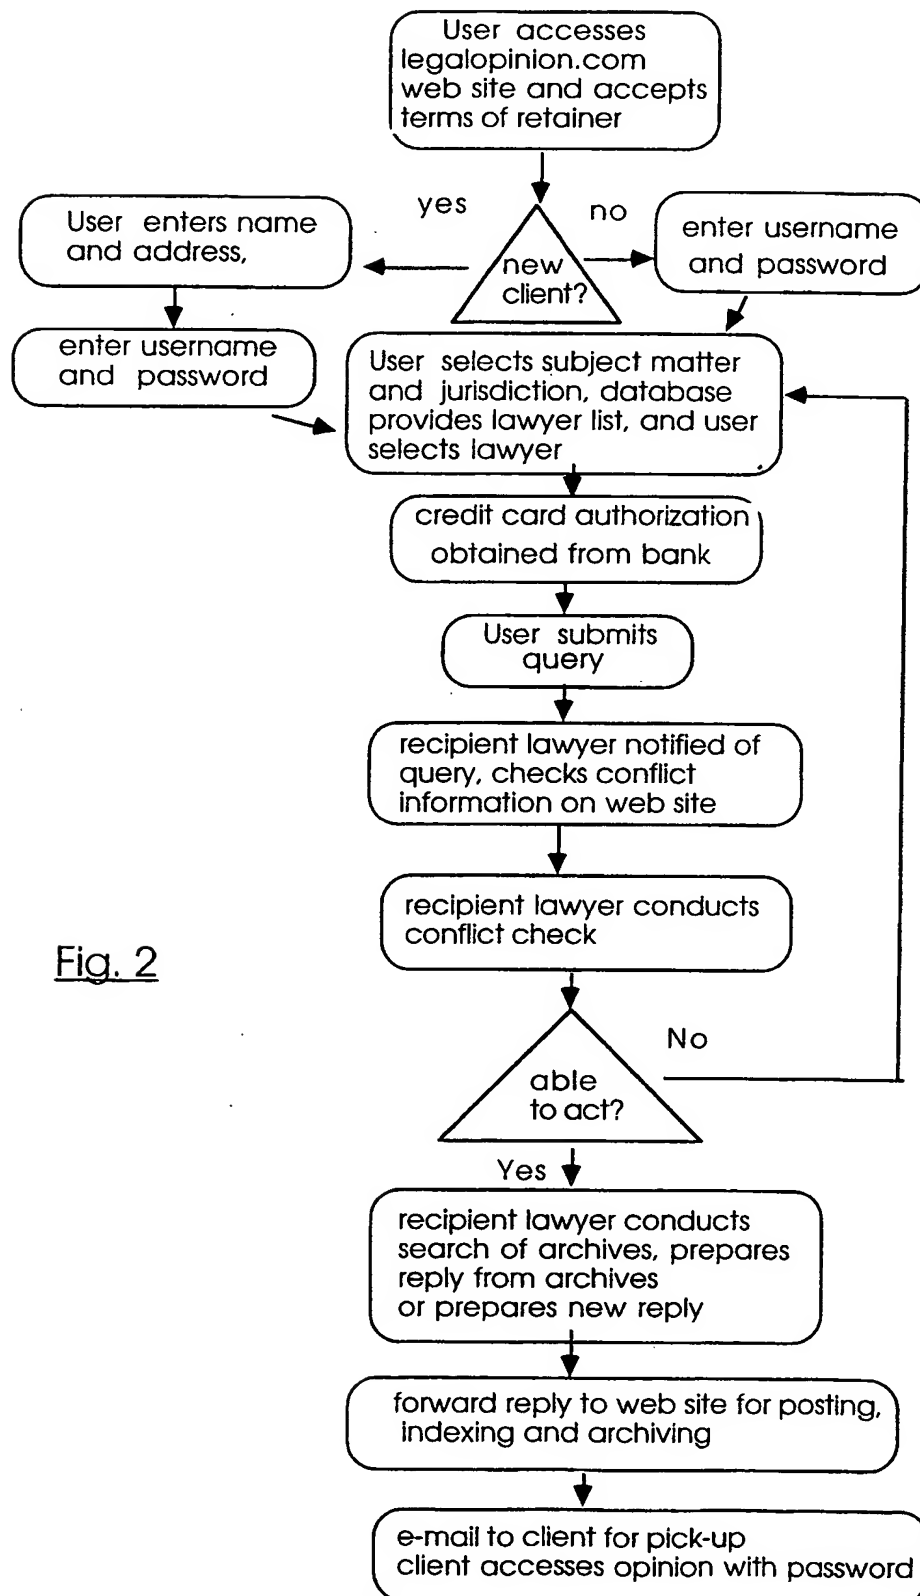 User accesses
legalopinion.com
web site and accepts
terms of retainer
yes
no
User enters name
and address,
new
client?
enter username
and password
enter username
and password
User selects subject matter
and jurisdiction, database
provides lawyer list, and user
selects lawyer
credit card authorization
obtained from bank
User submits
query
recipient lawyer notified of
query, checks conflict
information on web site
recipient lawyer conducts
conflict check
Fig. 2
able
to act?
No
Yes
recipient lawyer conducts
search of archives, prepares
reply from archives
or prepares new reply
forward reply to web site for posting,
indexing and archiving
e-mail to client for pick-up
client accesses opinion with password